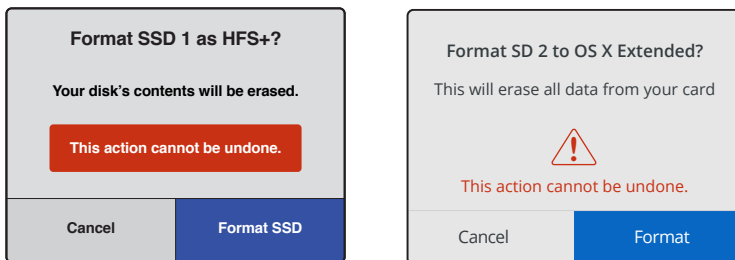 Format SSD 1 as HFS+?
Your disk's contents will be erased.
This action cannot be undone.
Cancel
Format SSD
Format SD 2 to OS X Extended?
This will erase all data from your card
This action cannot be undone.
Cancel
Format